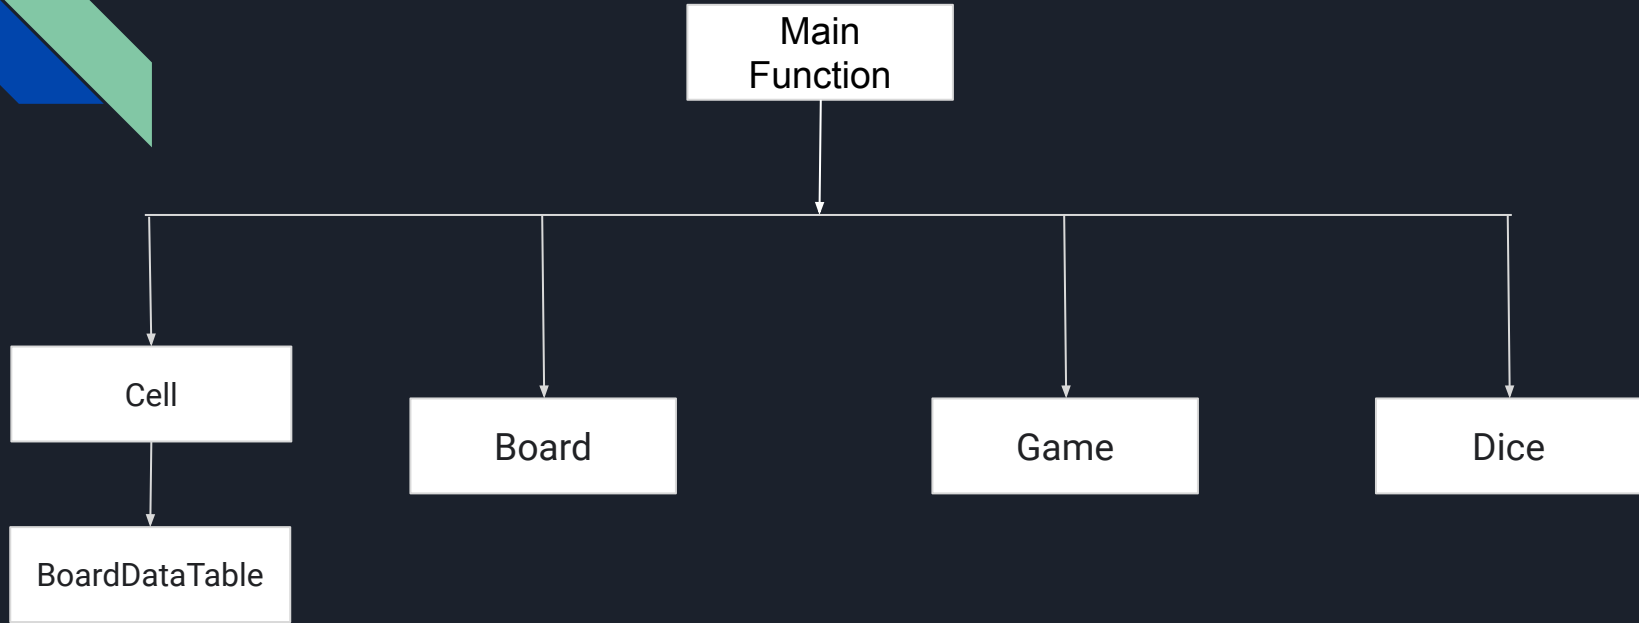 Main
Function
Cell
Board
Game
Dice
BoardDataTable